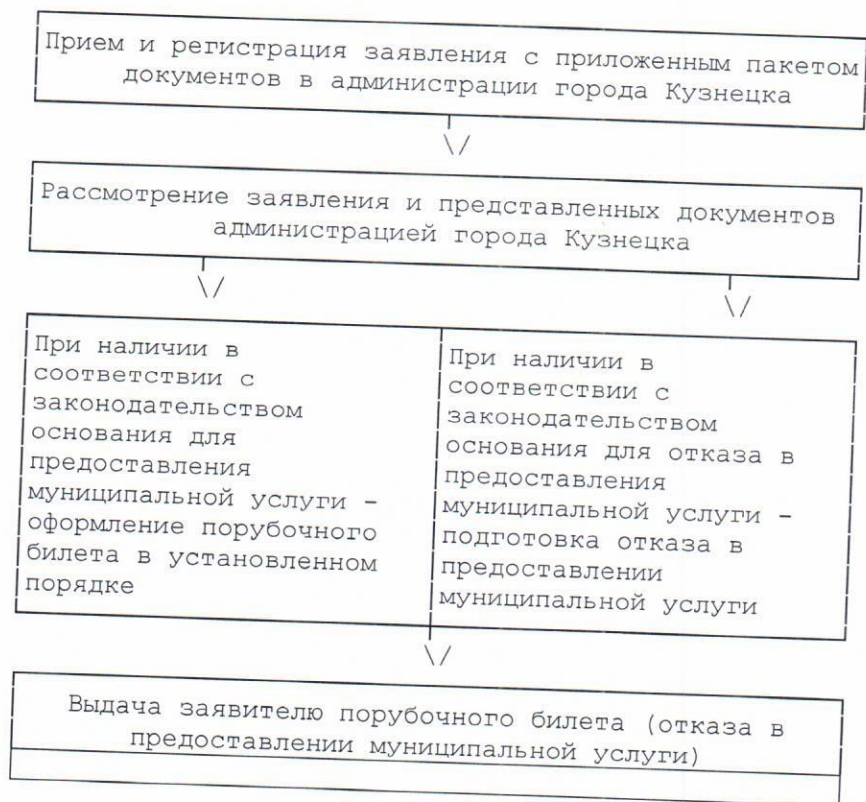 Прием и регистрация заявления с приложенным пакетом
документов в администрации города Кузнецка
\/
Рассмотрение заявления и представленных документов
администрацией города Кузнецка
\/ \/
При наличии в
соответствии с
законодательством
основания для
предоставления
муниципальной услуги -
оформление порубочного
билета в установленном
порядке
При наличии в
соответствии с
законодательством
основания для отказа в
предоставления
муниципальной услуги -
подготовка отказа в
предоставлении
муниципальной услуги
\/
Выдача заявителю порубочного билета (отказа в
предоставлении муниципальной услуги)